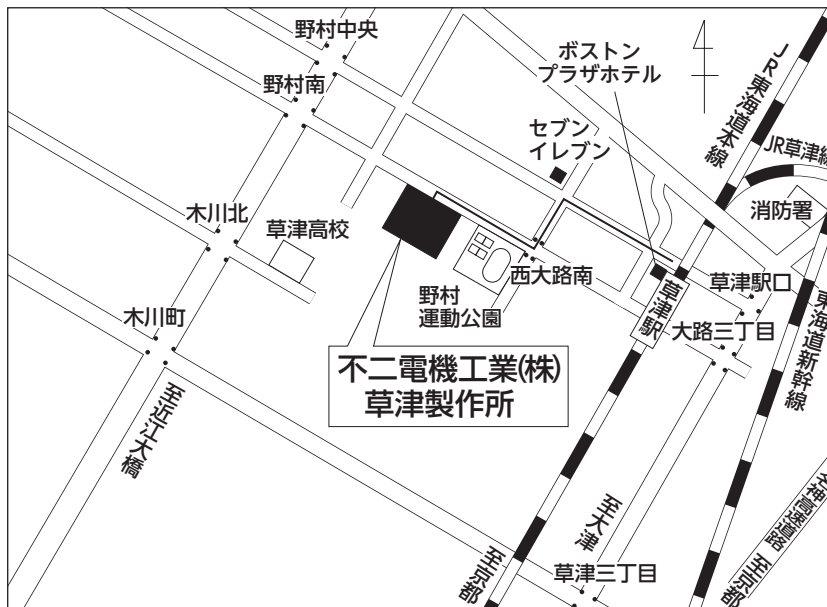 野村中央
野村南
ボストン
プラザホテル
セブン
イレブン
JR東海道本線
JR草津線
消防署
木川北
草津高校
野村
運動公園
西大路南
草津駅
草津駅口
大路三丁目
東海道新幹線
木川町
不二電機工業(株)
草津製作所
至近江大橋
至大津
至京都
草津三丁目
名神高速道路 至京都